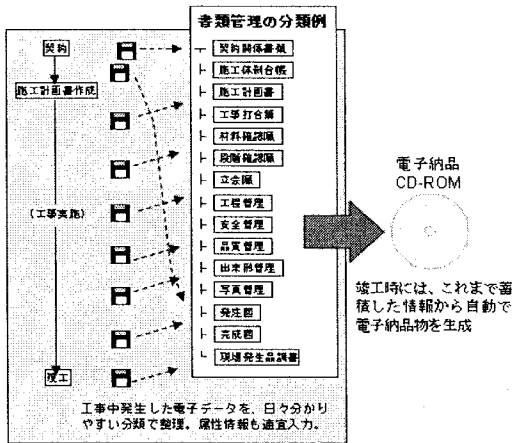 書類管理の分類例
契約
施工計画書作成
(工事実施)
竣工
契約関係書類
施工体制台帳
施工計画書
工事打合簿
材料確認願
段階確認願
立会願
工程管理
安全管理
品質管理
出来形管理
写真管理
発注図
完成図
現場発生品調書
電子納品
CD-ROM
竣工時には、これまで蓄
積した情報から自動で
電子納品物を生成
工事中発生した電子データを、日々分かり
やすい分類で整理。属性情報も適宜入力。